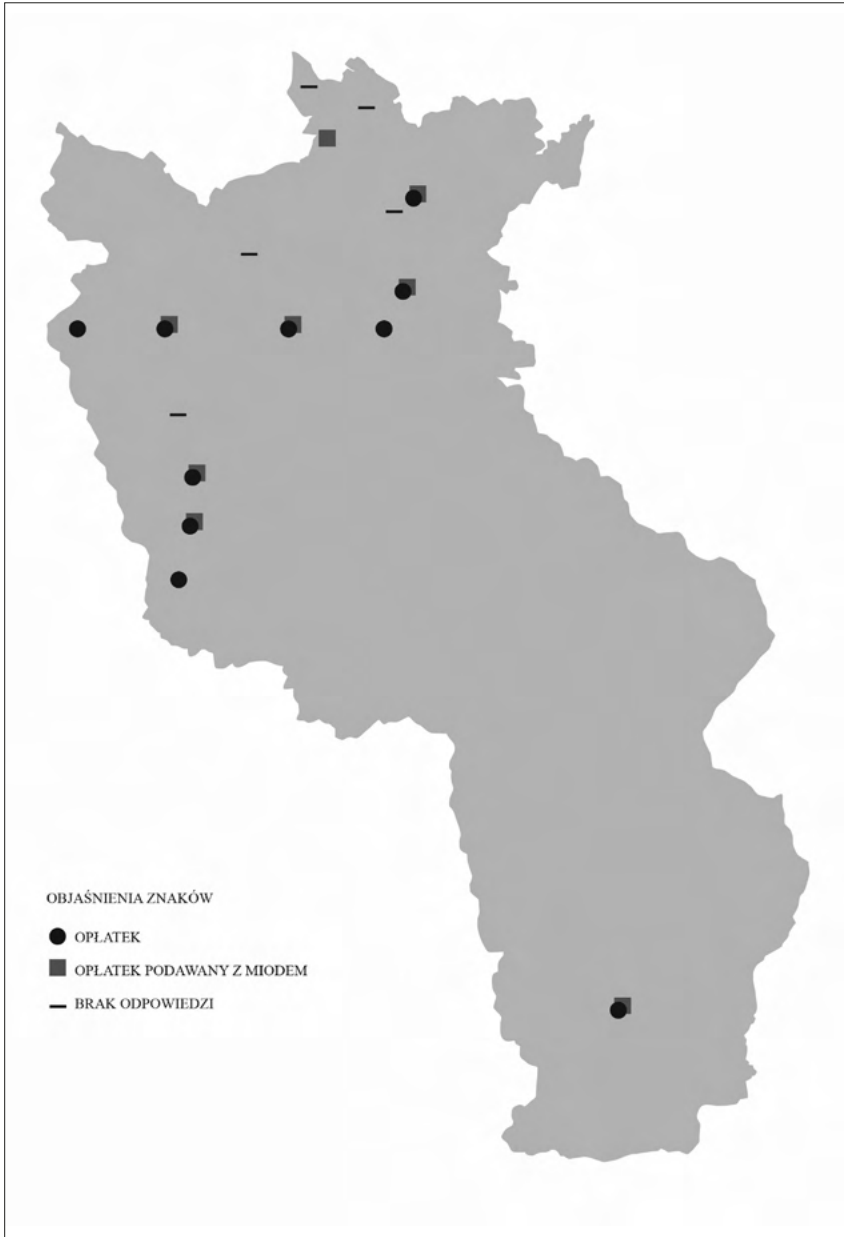 OBJAŚNIENIA ZNAKÓW
OPŁATEK
OPŁATEK PODAWANY Z MIODEM
BRAK ODPOWIEDZI